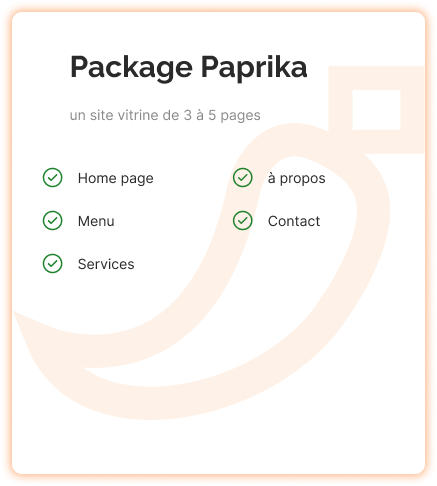 Package Paprika
un site vitrine de 3 à 5 pages
Home page
à propos
Menu
Contact
Services